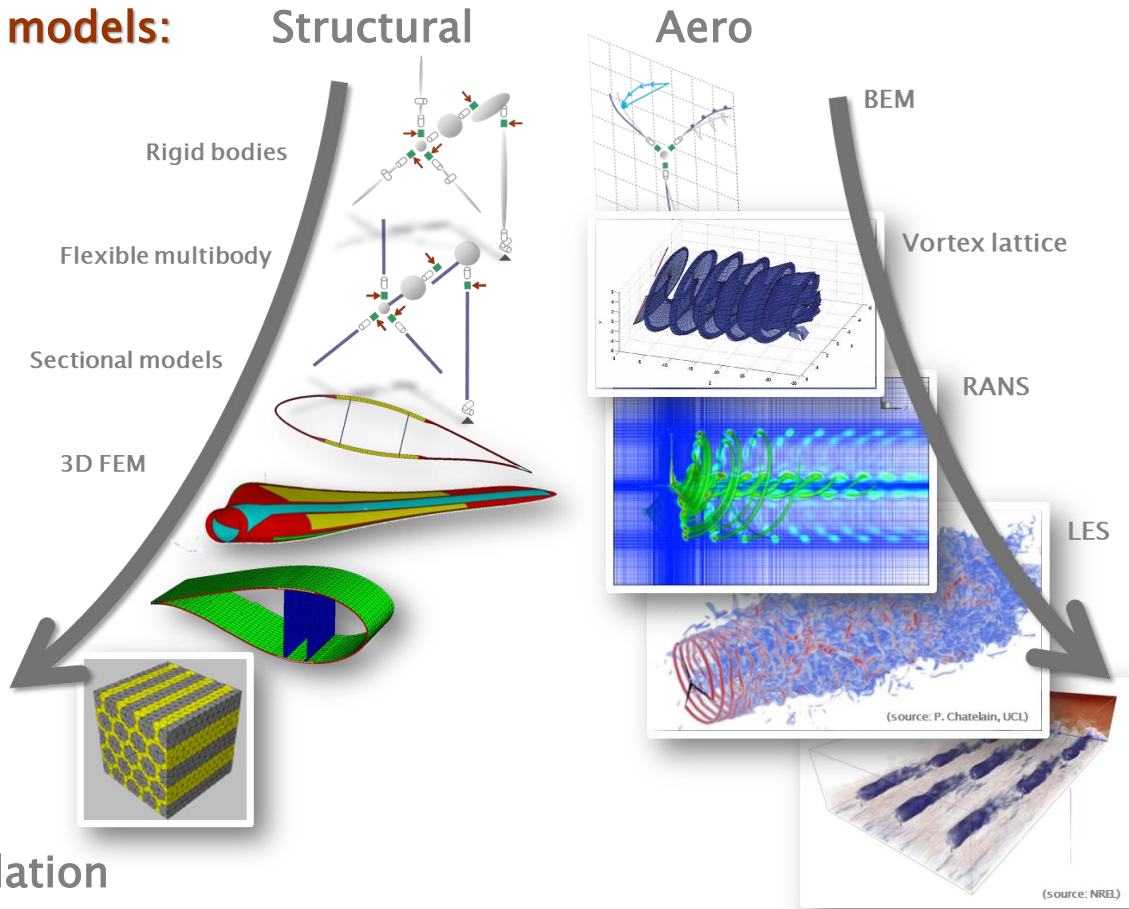 models:
Structural
Aero
BEM
Rigid bodies
Vortex lattice
Flexible multibody
Sectional models
RANS
3D FEM
LES
(source: P. Chatelain, UCL)
lation
(source: NREL)